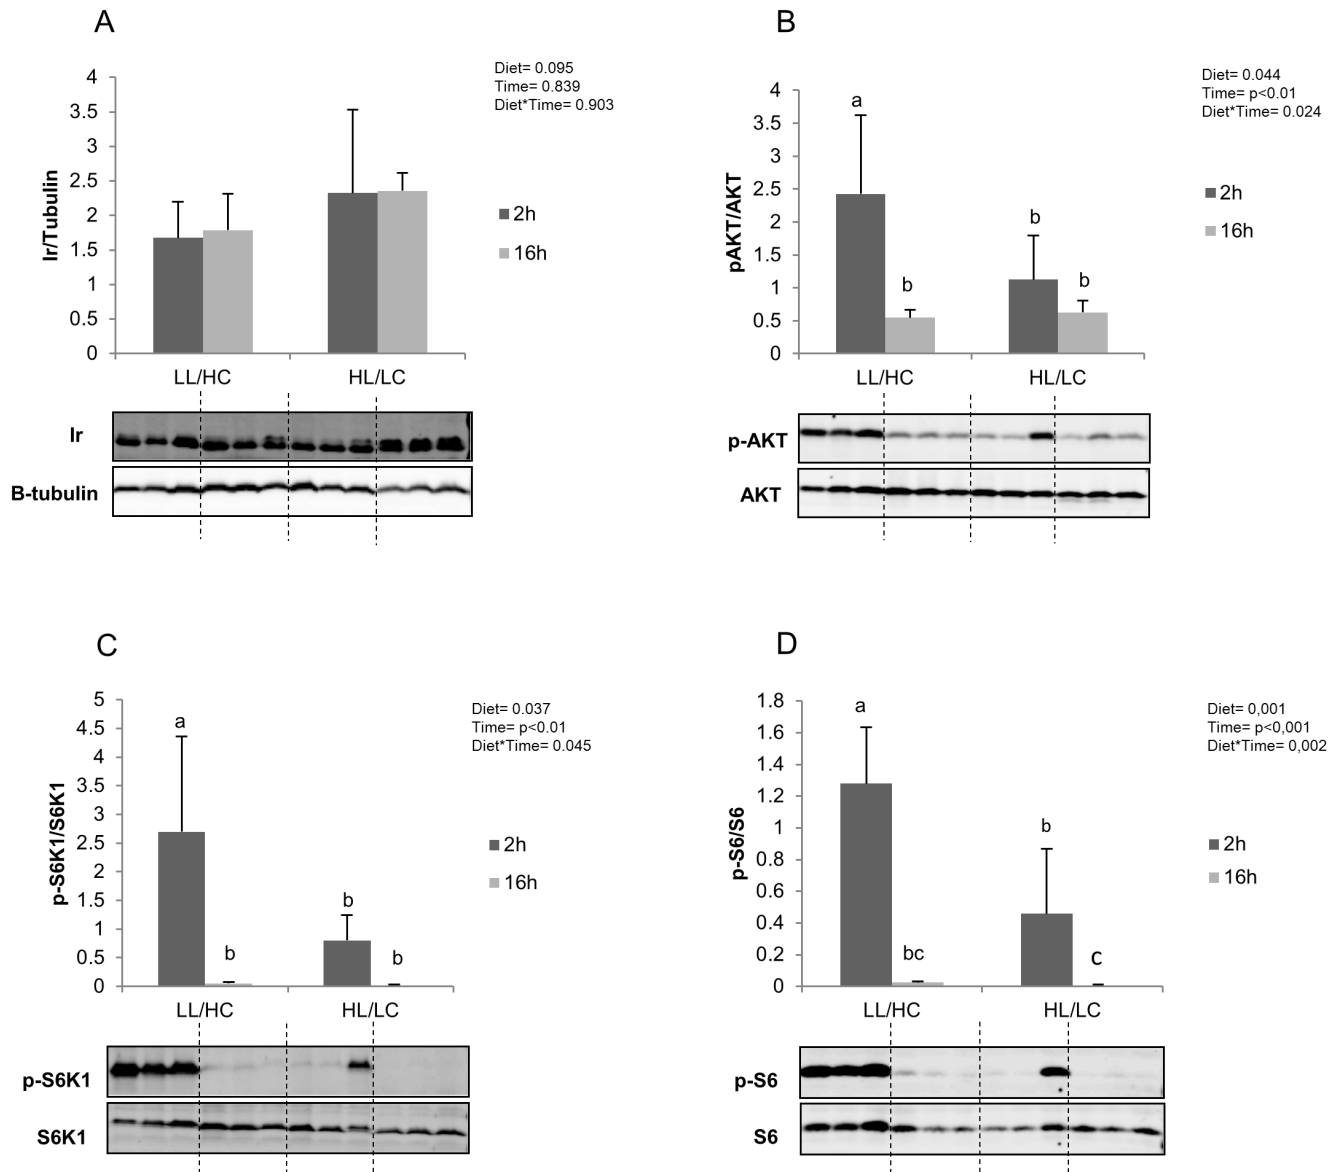 A
Diet= 0.095
Time= 0.839
Diet*Time= 0.903
4
3.5
3
2.5
2
1.5
1
0.5
0
Ir/Tubulin
2h
16h
LL/HC
HL/LC
Ir
B-tubulin
B
Diet= 0.044
Time= p<0.01
Diet*Time= 0.024
4
3.5
3
2.5
2
1.5
1
0.5
0
pAKT/AKT
a
b
b
b
2h
16h
LL/HC
HL/LC
p-AKT
AKT
C
Diet= 0.037
Time= p<0.01
Diet*Time= 0.045
5
4.5
4
3.5
3
2.5
2
1.5
1
0.5
0
p-S6K1/S6K1
a
b
b
b
2h
16h
LL/HC
HL/LC
p-S6K1
S6K1
D
Diet= 0,001
Time= p<0,001
Diet*Time= 0,002
1.8
1.6
1.4
1.2
1
0.8
0.6
0.4
0.2
0
p-S6/S6
a
bc
b
c
2h
16h
LL/HC
HL/LC
p-S6
S6